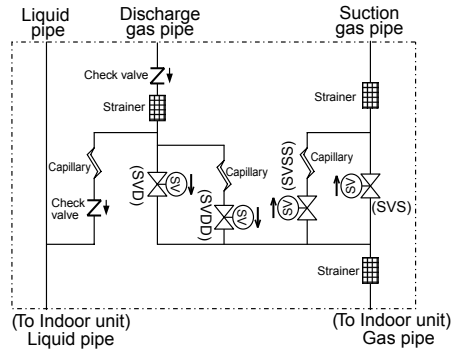 Liquid
pipe
Discharge
gas pipe
Suction
gas pipe
Check valve
Strainer
Strainer
Capillary
Check
valve
(SVD)
SV
Capillary
(SVDD)
SV
(SVSS)
Capillary
SV
SV
(SVS)
Strainer
(To Indoor unit)
Liquid pipe
(To Indoor unit)
Gas pipe